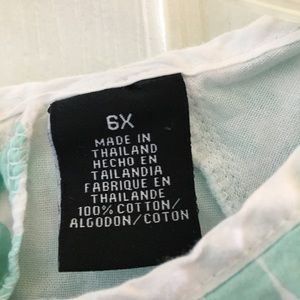 6X
MADE IN
THAILAND
HECHO EN
TAILANDIA
FABRIQUE EN
THAILANDE
100% COTTON/
ALGODON/COTON